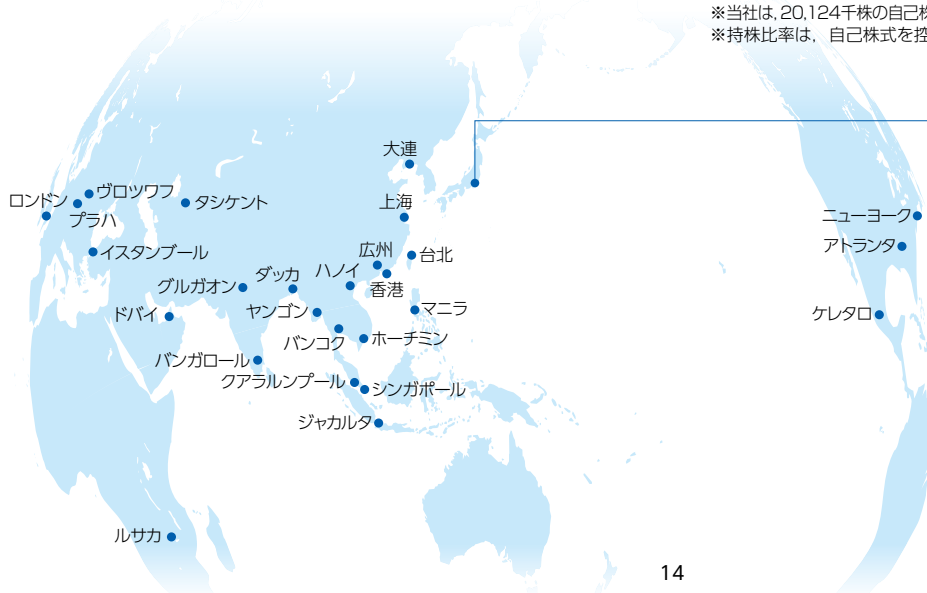 ※当社は，20,124千株の自己株
※持株比率は，自己株式を控
大連
ロンドン
ヴロツワフ
プラハ
タシケント
上海
ニューヨーク
イスタンブール
広州
台北
アトランタ
グルガオン
ダッカ
ハノイ
香港
ドバイ
ヤンゴン
マニラ
ケレタロ
バンコク
ホーチミン
バンガロール
クアラルンプール
シンガポール
ジャカルタ
ルサカ
14